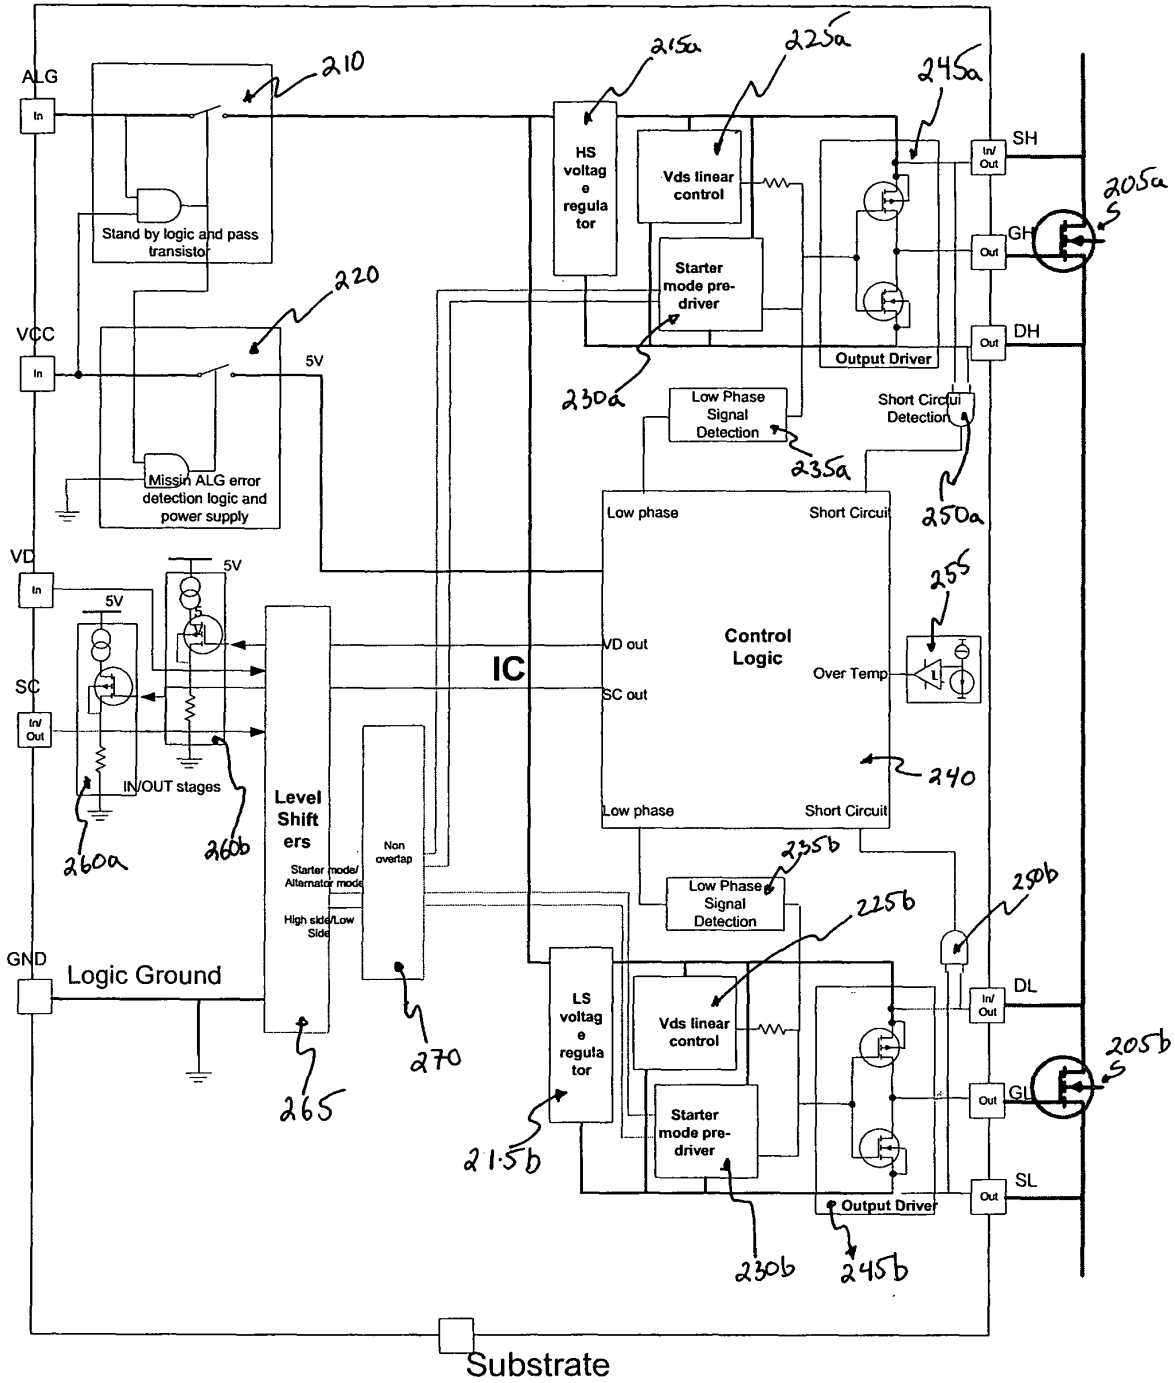 215a
225a
245a
210
ALG
In
HS
voltag
e
regula
tor
Vds linear
control
SH
In/
Out
205a
S
Stand by logic and pass
transistor
GH
Out
Starter
mode pre-
driver
220
VCC
In
5V
DH
Out
Output Driver
230a
Low Phase
Signal
Detection
Short Circui
Detection
235a
250a
Missin ALG error
detection logic and
power supply
Low phase
Short Circuit
VD
In
5V
5
5V
255
VD out
Control
Logic
IC
Over Temp
SC
In/
Out
SC out
240
IN/OUT stages
260a
260b
Level
Shift
ers
Non
overlap
Low phase
Short Circuit
235b
Starter mode/
Alternator mode
High side/Low
Side
Low Phase
Signal
Detection
225b
250b
GND
Logic Ground
LS
voltag
e
regula
tor
Vds linear
control
DL
In/
Out
205b
S
270
265
GL
Out
Starter
mode pre-
driver
21.5b
SL
Out
Output Driver
230b
245b
Substrate